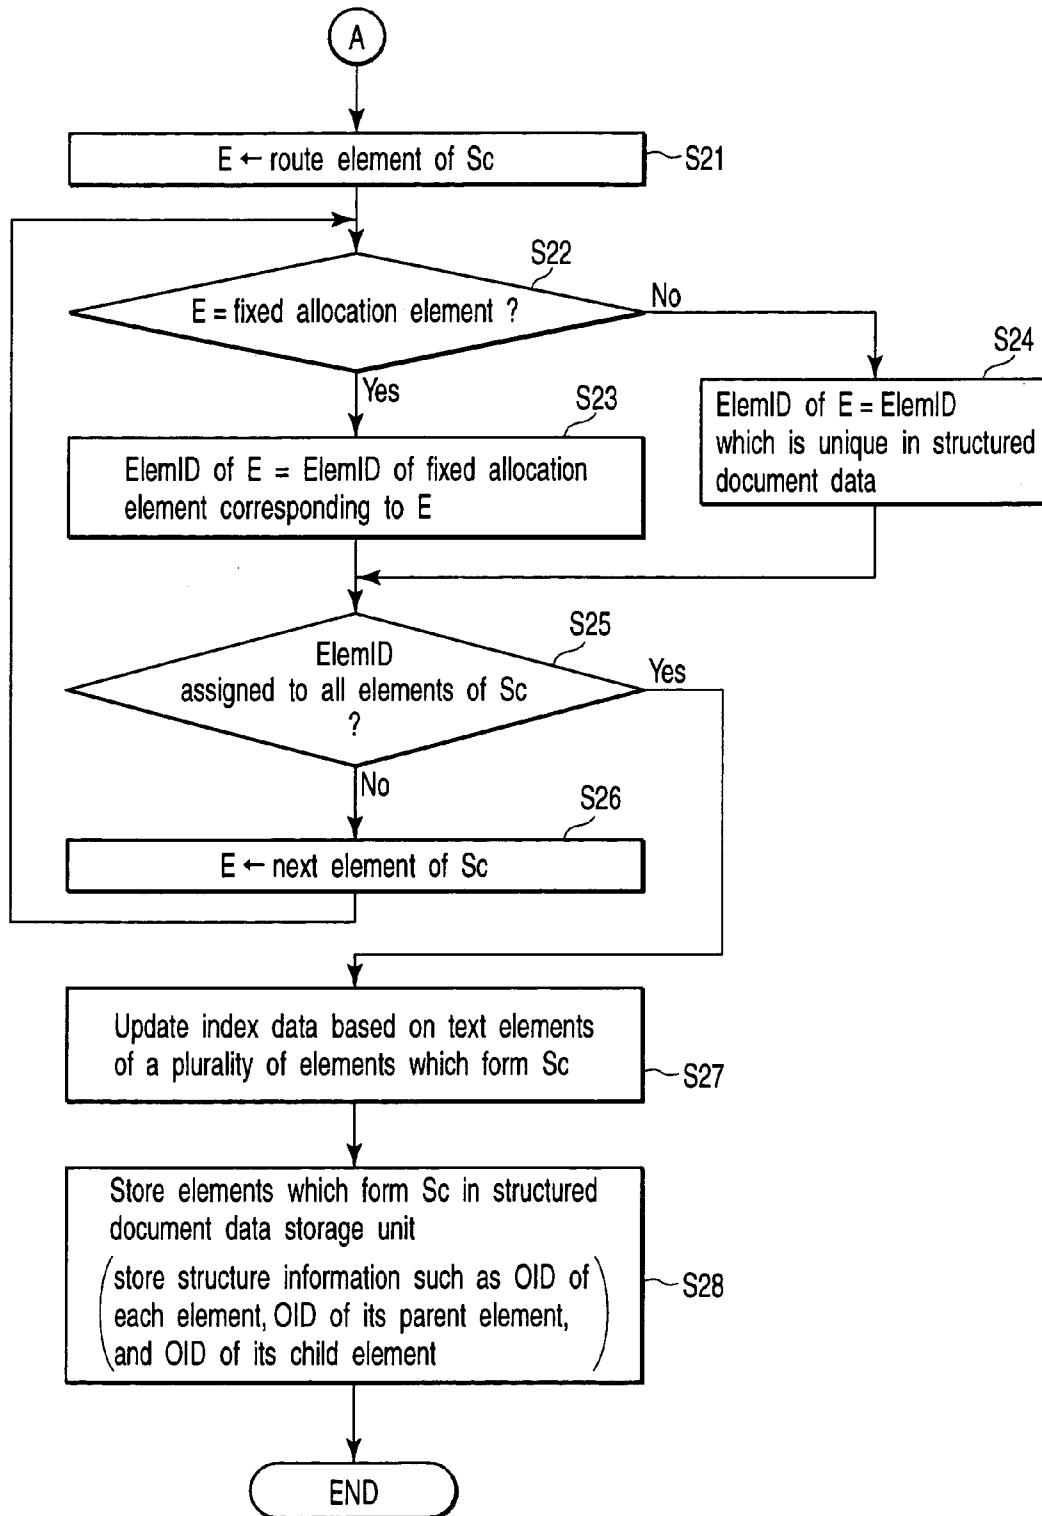 A
E ← route element of Sc
S21
S22
E = fixed allocation element ?
No
Yes
S24
ElemID of E = ElemID
which is unique in structured
document data
S23
ElemID of E = ElemID of fixed allocation
element corresponding to E
S25
ElemID
assigned to all elements of Sc
?
Yes
No
S26
E ← next element of Sc
Update index data based on text elements
of a plurality of elements which form Sc
S27
Store elements which form Sc in structured
document data storage unit
(store structure information such as OID of
each element, OID of its parent element,
and OID of its child element)
S28
END